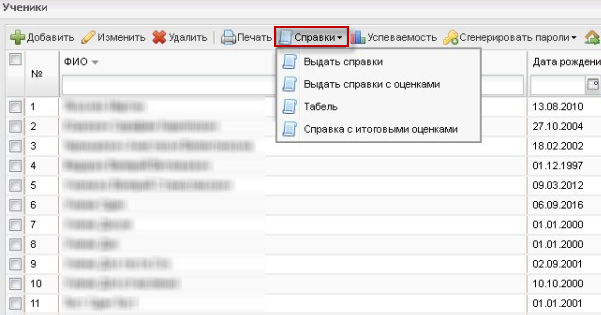 Ученики
Добавить Изменить Удалить Печать Справки Успеваемость Сгенерировать пароли
Выдать справки
Выдать справки с оценками
Табель
Справка с итоговыми оценками
№ ФИО Дата рождени
1 13.08.2010
2 27.10.2004
3 18.02.2002
4 01.12.1997
5 09.03.2012
6 06.09.2016
7 01.01.2000
8 01.01.2000
9 02.09.2001
10 10.10.2000
11 01.01.2001